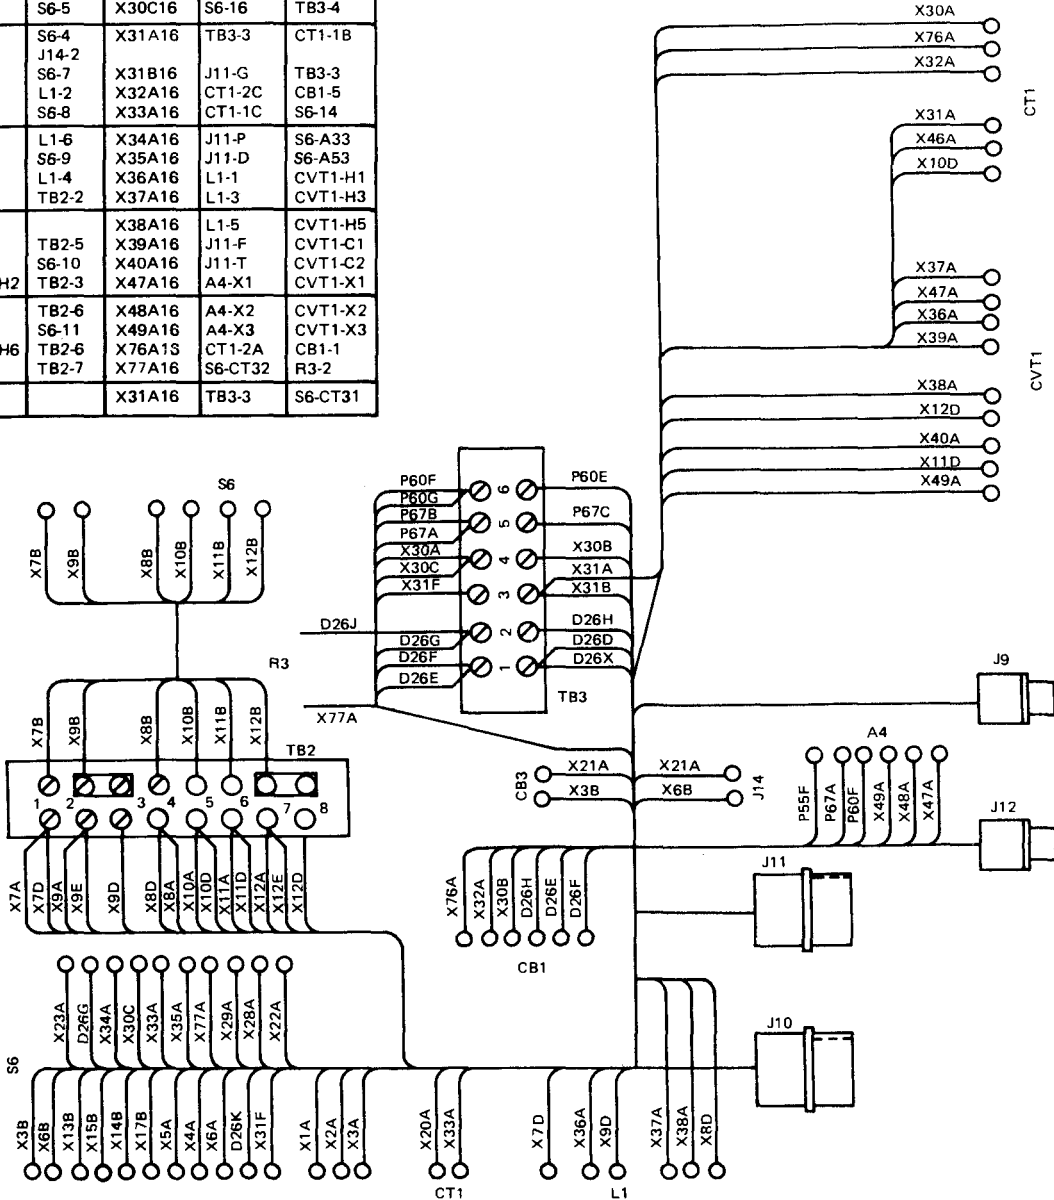 S6-5 X30C16 S6-16 TB3-4
S6-4 X31A16 TB3-3 CT1-1B
J14-2
S6-7 X31B16 J11-G TB3-3
L1-2 X32A16 CT1-2C CB1-5
S6-8 X33A16 CT1-1C S6-14
L1-6 X34A16 J11-P S6-A33
S6-9 X35A16 J11-D S6-A53
L1-4 X36A16 L1-1 CVT1-H1
TB2-2 X37A16 L1-3 CVT1-H3
X38A16 L1-5 CVT1-H5
TB2-5 X39A16 J11-F CVT1-C1
S6-10 X40A16 J11-T CVT1-C2
H2 TB2-3 X47A16 A4-X1 CVT1-X1
TB2-6 X48A16 A4-X2 CVT1-X2
S6-11 X49A16 A4-X3 CVT1-X3
H6 TB2-6 X76A1S CT1-2A CB1-1
TB2-7 X77A16 S6-CT32 R3-2
X31A16 TB3-3 S6-CT31
X30A
X76A
X32A
CT1
X31A
X46A
X10D
X37A
X47A
X36A
X39A
CVT1
X38A
X12D
X40A
X11D
X49A
S6
X7B X9B X8B X10B X11B X12B
P60F
P60G
P67B
P67A
X30A
X30C
X31F
D26J
D26G
D26F
D26E
X77A
6
5
4
3
2
1
P60E
P67C
X30B
X31A
X31B
D26H
D26D
D26X
TB3
R3
X7B X9B X8B X10B X11B X12B
TB2
1 2 3 4 5 6 7 8
X7A X7D X9A X9E X9D X8D X8A X10A X10D X11A X11D X12A X12E X12D
J9
CB3
X21A X21A
X3B X6B
J14
A4
P55F P67A P60F X49A X48A X47A
J12
X76A X32A X30B D26H D26E D26F
CB1
J11
J10
X23A D26G X34A X30C X33A X35A X77A X29A X28A X22A
S6
X3B X6B X13B X15B X14B X17B X5A X4A X6A D26K X31F X1A X2A X3A X20A X33A X7D X36A X9D X37A X38A X8D
CT1
L1